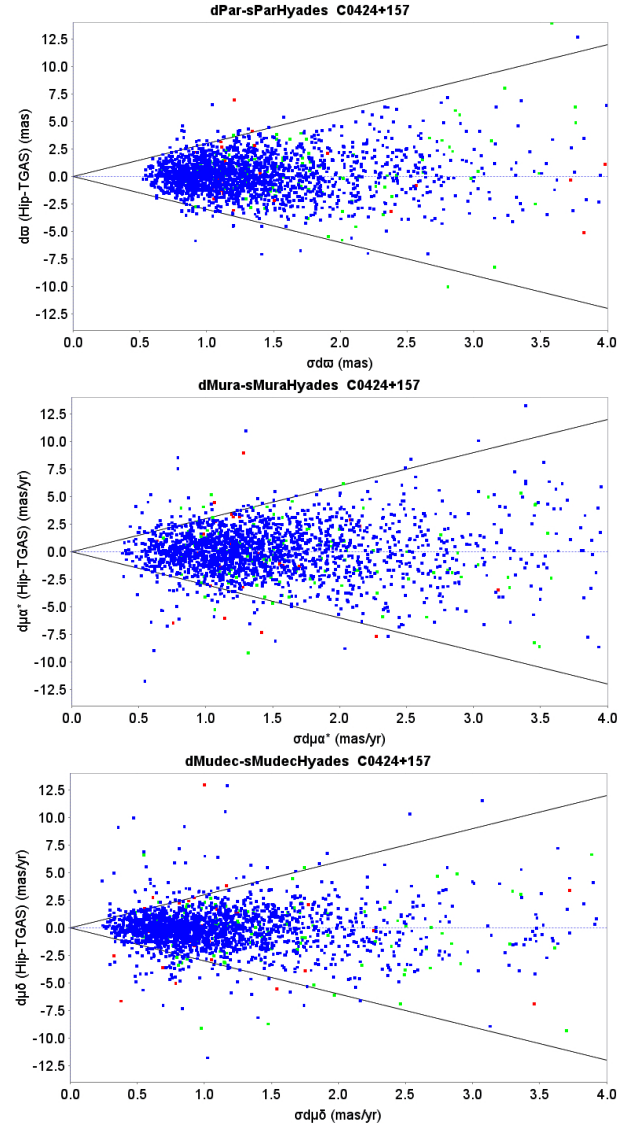 dPar-sParHyades C0424+157
dϖ (Hip-TGAS) (mas)
12.5
10.0
7.5
5.0
2.5
0.0
-2.5
-5.0
-7.5
-10.0
-12.5
0.0 0.5 1.0 1.5 2.0 2.5 3.0 3.5 4.0
σdϖ (mas)
dMura-sMuraHyades C0424+157
dμα* (Hip-TGAS) (mas/yr)
12.5
10.0
7.5
5.0
2.5
0.0
-2.5
-5.0
-7.5
-10.0
-12.5
0.0 0.5 1.0 1.5 2.0 2.5 3.0 3.5 4.0
σdμα* (mas/yr)
dMudec-sMudecHyades C0424+157
dμδ (Hip-TGAS) (mas/yr)
12.5
10.0
7.5
5.0
2.5
0.0
-2.5
-5.0
-7.5
-10.0
-12.5
0.0 0.5 1.0 1.5 2.0 2.5 3.0 3.5 4.0
σdμδ (mas/yr)